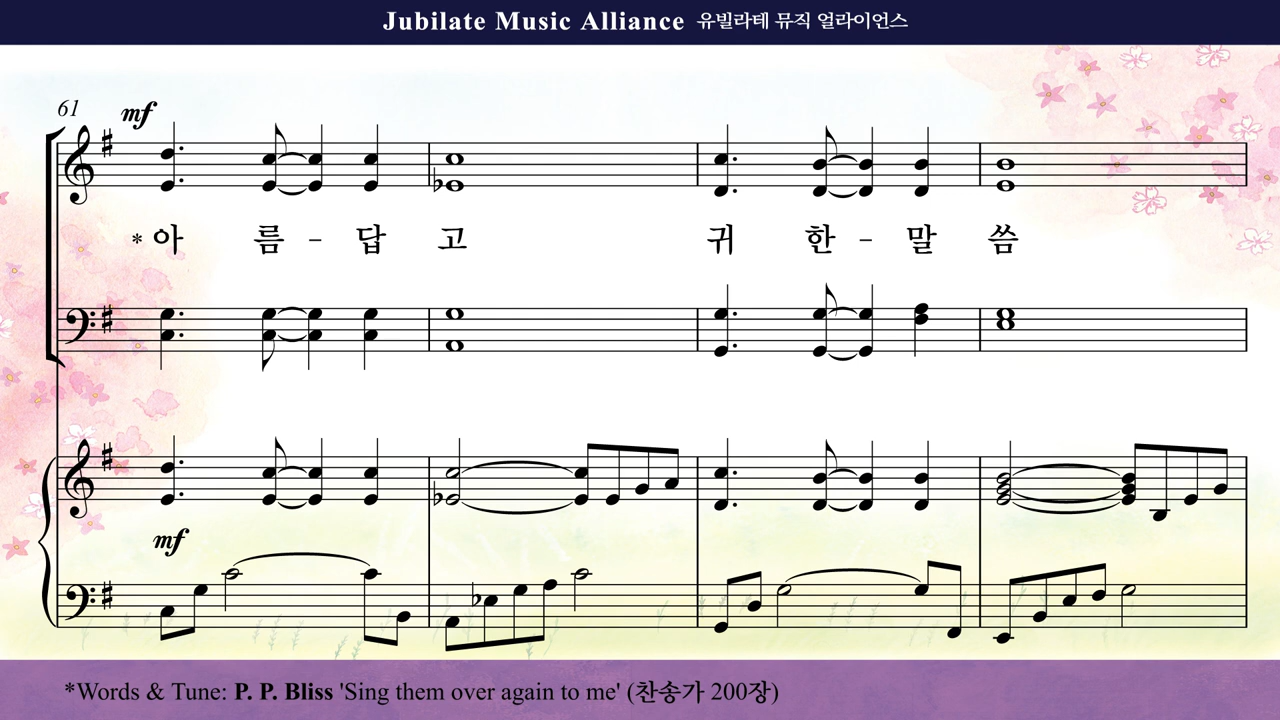 Jubilate Music Alliance 유빌라테 뮤직 얼라이언스
61
mf
*아 름 - 답 고 귀 한 - 말 씀
mf
*Words & Tune: P. P. Bliss 'Sing them over again to me' (찬송가 200장)